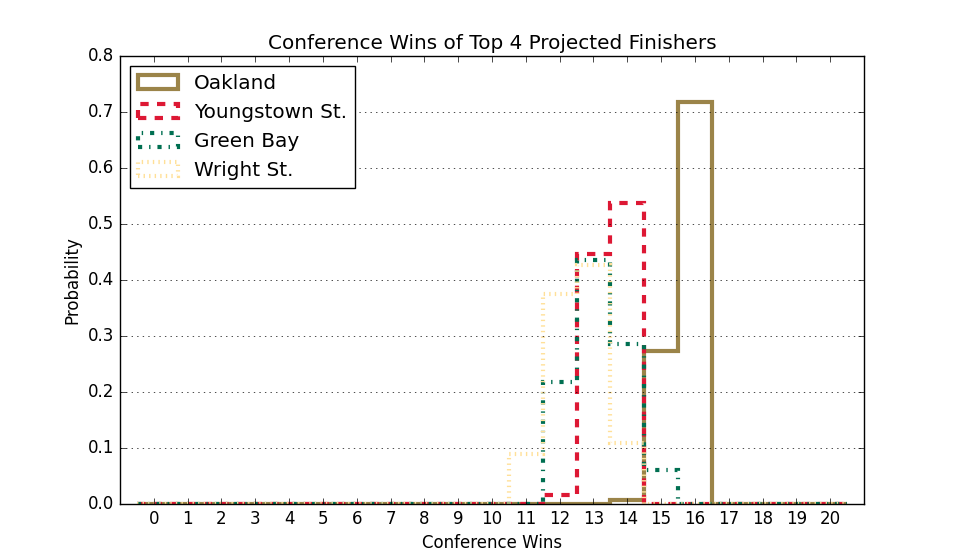 Conference Wins of Top 4 Projected Finishers
0.8
0.7
0.6
0.5
0.4
0.3
0.2
0.1
0.0
Probability
Oakland
Youngstown St.
Green Bay
Wright St.
0 1 2 3 4 5 6 7 8 9 10 11 12 13 14 15 16 17 18 19 20
Conference Wins